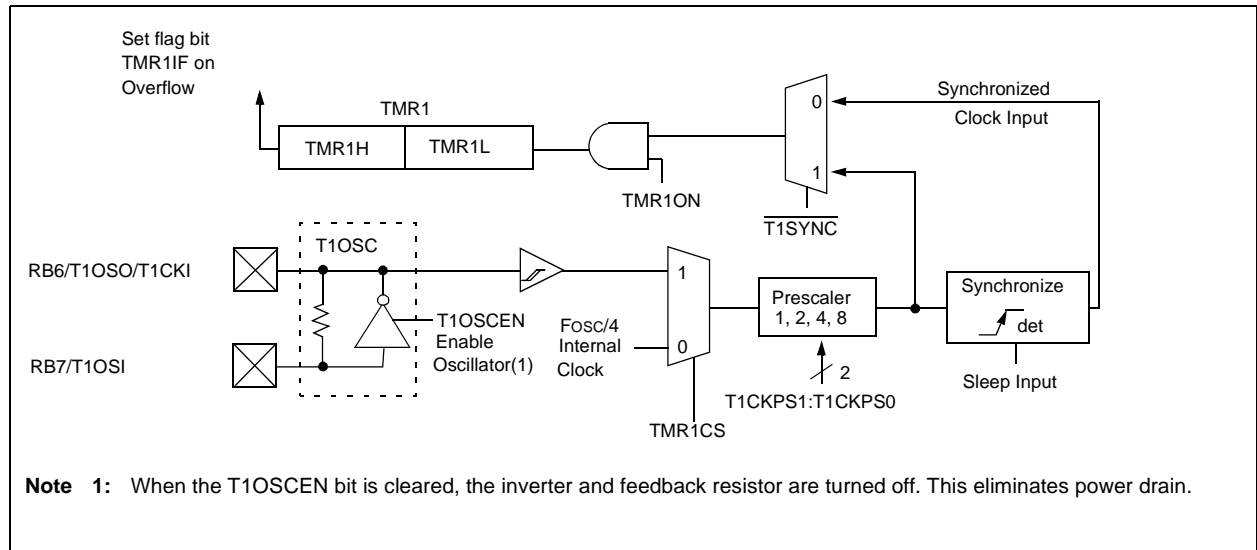 Set flag bit
TMR1IF on
Overflow
TMR1
TMR1H
TMR1L
TMR1ON
0
1
T1SYNC
Synchronized
Clock Input
RB6/T1OSO/T1CKI
RB7/T1OSI
T1OSC
T1OSCEN
Enable
Oscillator(1)
FOSC/4
Internal
Clock
1
0
TMR1CS
Prescaler
1, 2, 4, 8
2
T1CKPS1:T1CKPS0
Synchronize
det
Sleep Input
Note 1: When the T1OSCEN bit is cleared, the inverter and feedback resistor are turned off. This eliminates power drain.